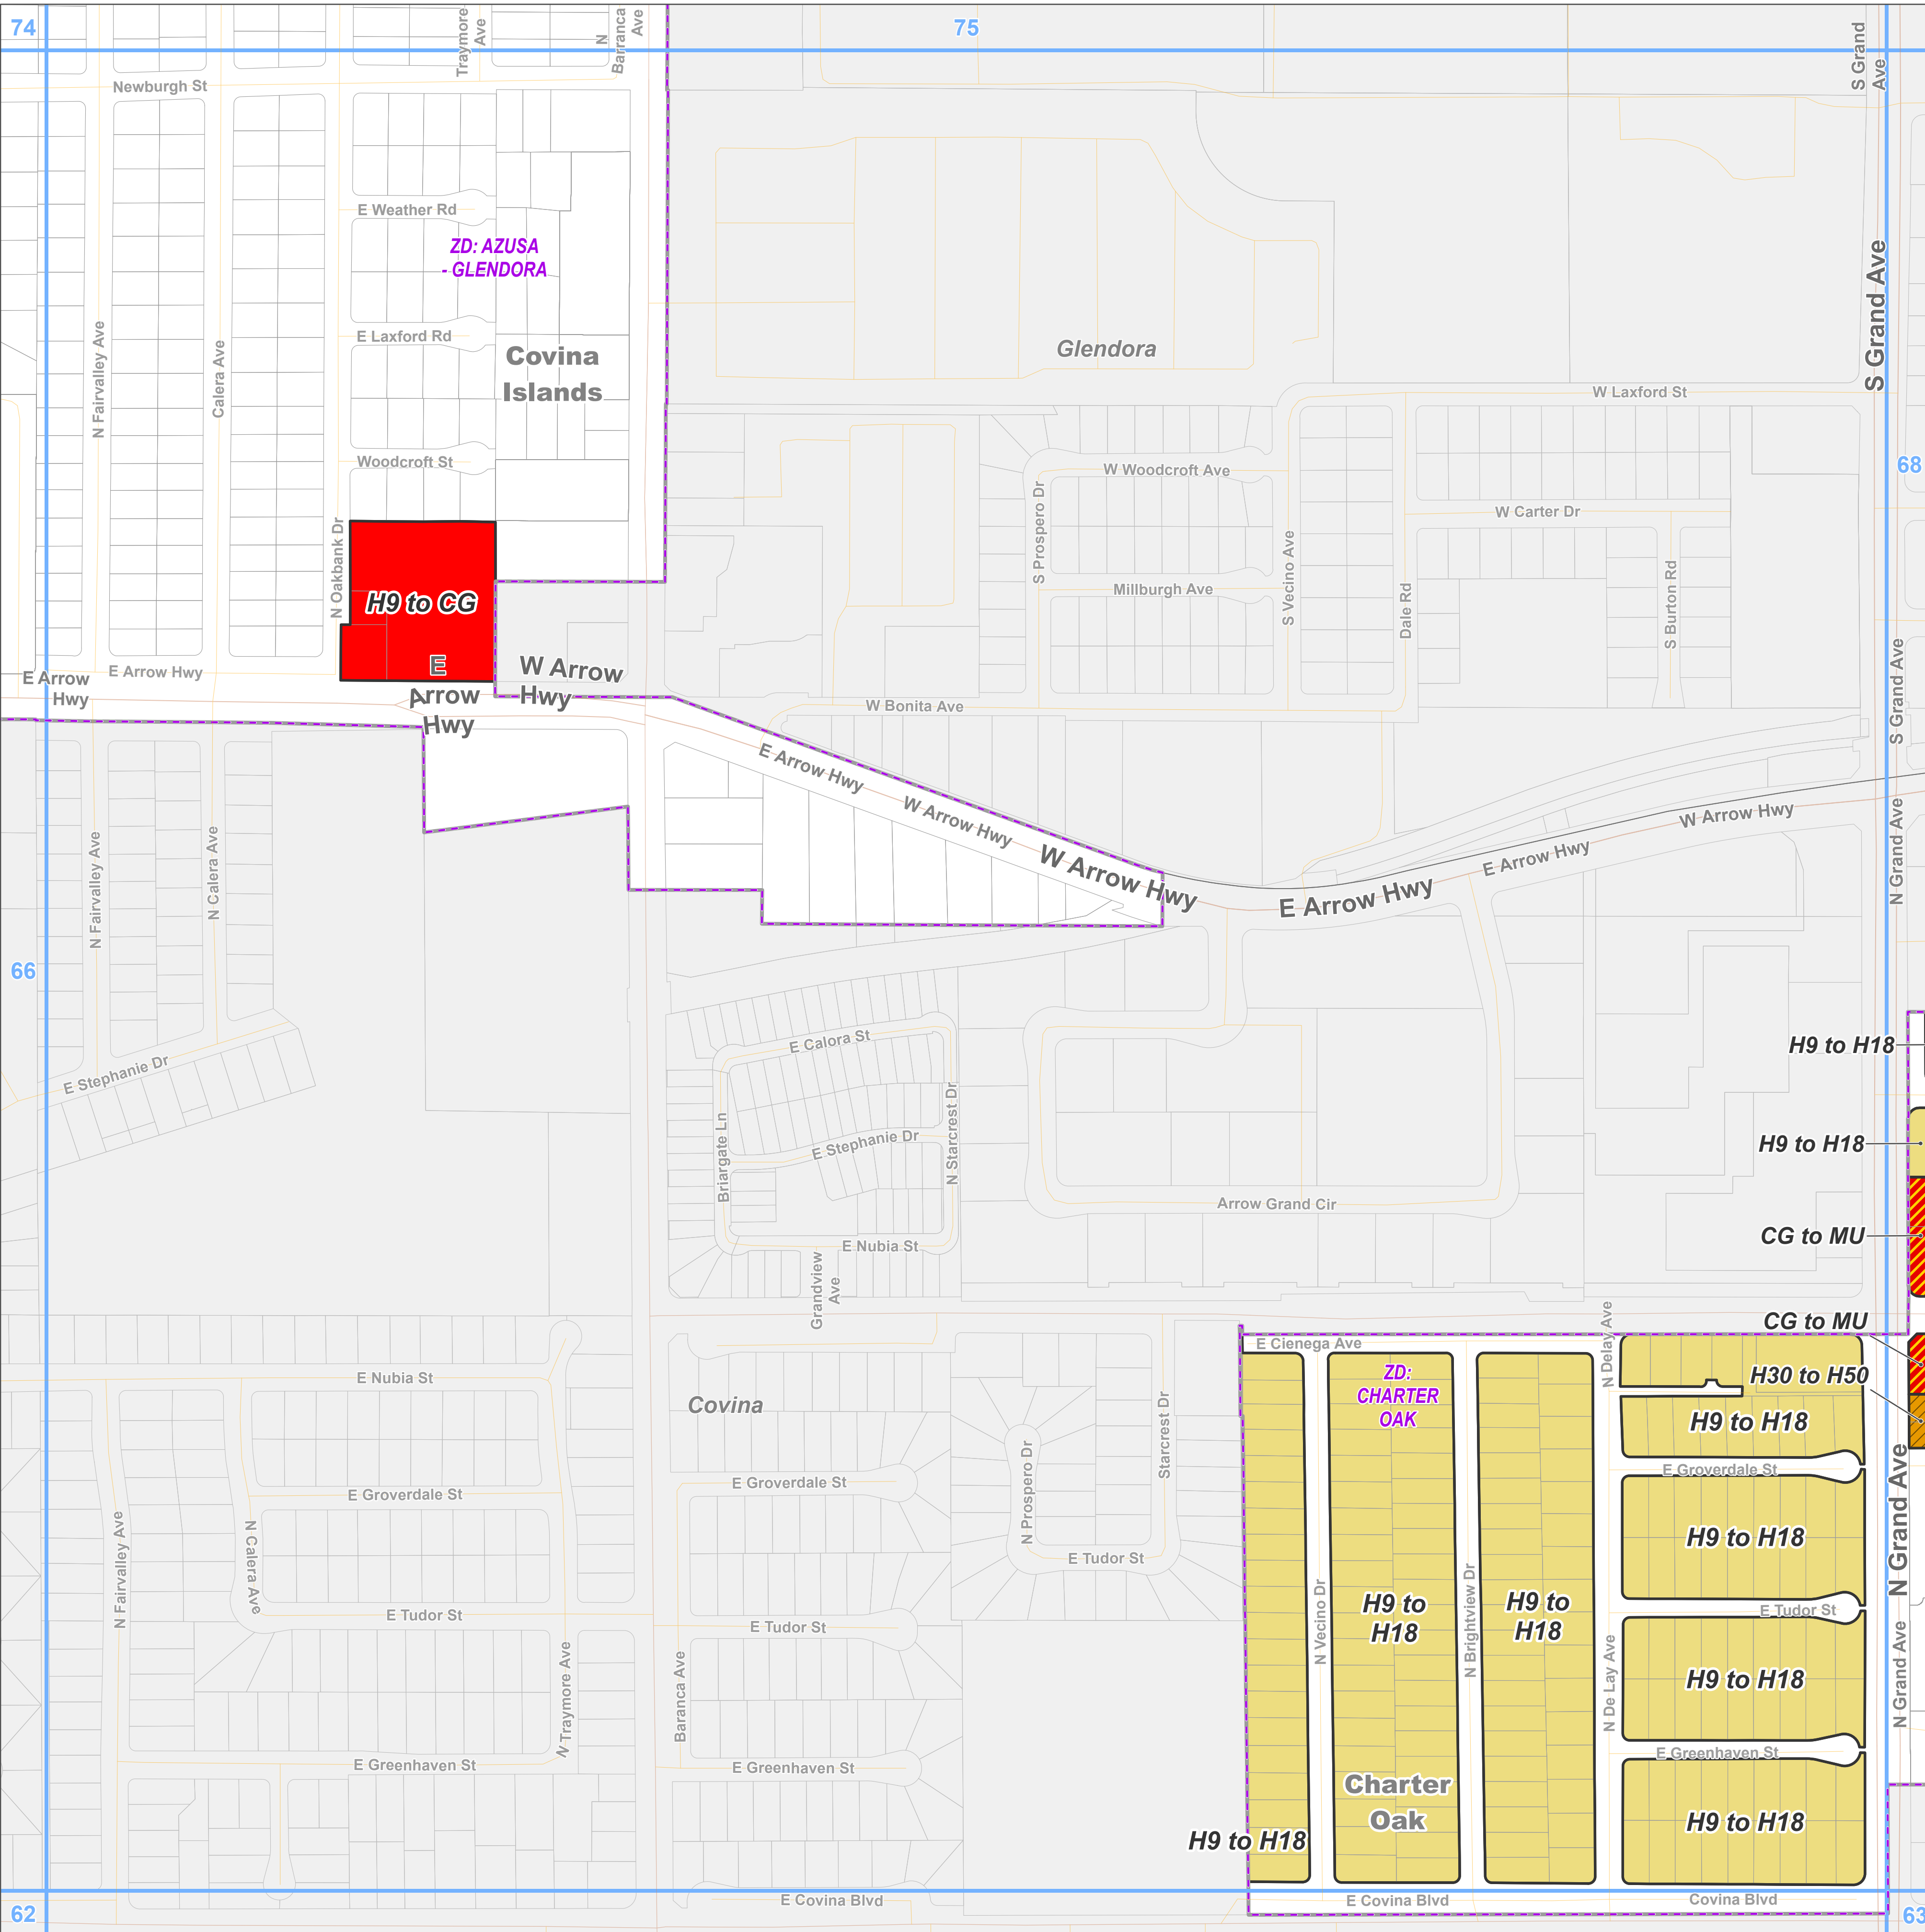 74
75
Traymore
Ave
N
Barranca
Ave
S Grand
Ave
Newburgh St
E Weather Rd
ZD: AZUSA
- GLENDORA
S Grand Ave
N Fairvalley Ave
Calera Ave
E Laxford Rd
Covina
Islands
Glendora
W Laxford St
Woodcroft St
W Woodcroft Ave
68
N Oakbank Dr
S Prospero Dr
W Carter Dr
S Vecino Ave
Dale Rd
S Burton Rd
H9 to CG
Millburgh Ave
E Arrow
Hwy
E Arrow Hwy
E
Arrow
Hwy
W Arrow
Hwy
W Bonita Ave
S Grand Ave
E Arrow Hwy
W Arrow Hwy
W Arrow Hwy
E Arrow Hwy
E Arrow Hwy
W Arrow Hwy
N Grand Ave
N Fairvalley Ave
N Calera Ave
66
E Stephanie Dr
E Calora St
H9 to H18
Briargate Ln
E Stephanie Dr
N Starcrest Dr
H9 to H18
Arrow Grand Cir
E Nubia St
CG to MU
Grandview
Ave
N Delay Ave
CG to MU
E Cienega Ave
E Nubia St
Covina
ZD:
CHARTER
OAK
H30 to H50
H9 to H18
Starcrest Dr
E Groverdale St
E Groverdale St
E Groverdale St
N Prospero Dr
N Grand Ave
N Fairvalley Ave
N Calera Ave
E Tudor St
H9 to H18
E Tudor St
E Tudor St
E Tudor St
N Vecino Dr
H9 to
H18
N Brightview Dr
H9 to
H18
N De Lay Ave
H9 to H18
N Grand Ave
N Traymore Ave
Baranca Ave
E Greenhaven St
E Greenhaven St
E Greenhaven St
Charter
Oak
H9 to H18
H9 to H18
62
E Covina Blvd
E Covina Blvd
Covina Blvd
63